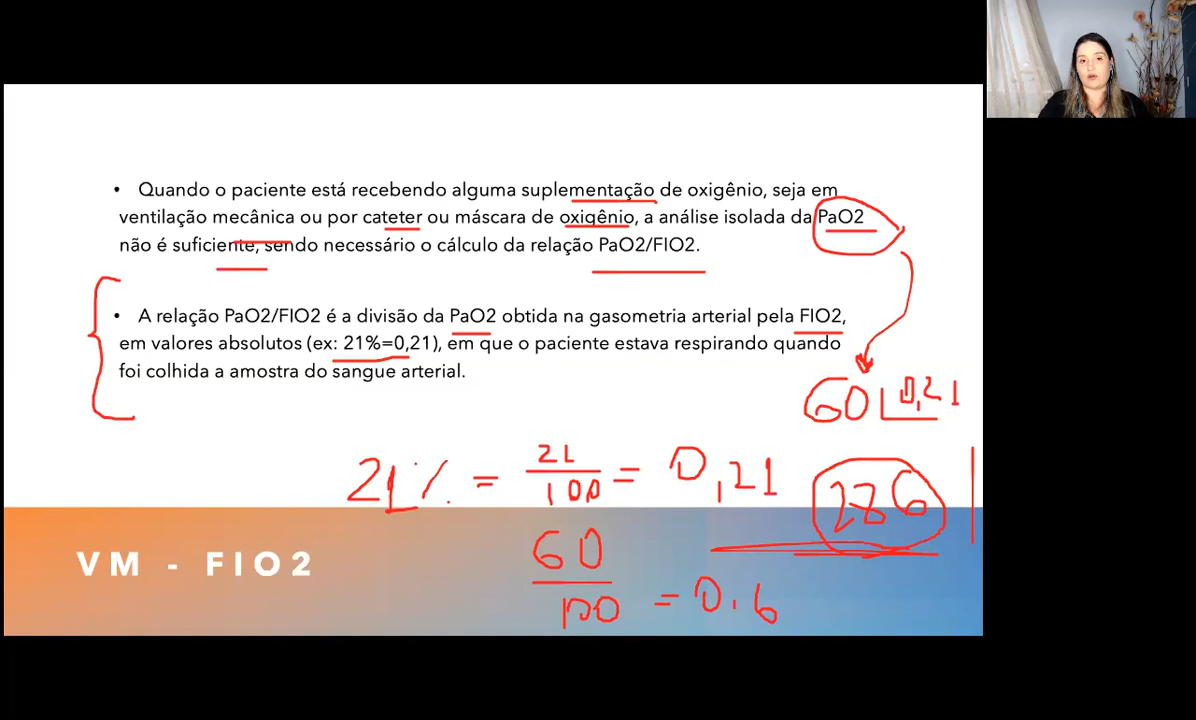 • Quando o paciente está recebendo alguma suplementação de oxigênio, seja em
ventilação mecânica ou por cateter ou máscara de oxigênio, a análise isolada da PaO2
não é suficiente, sendo necessário o cálculo da relação PaO2/FIO2.
• A relação PaO2/FIO2 é a divisão da PaO2 obtida na gasometria arterial pela FIO2,
em valores absolutos (ex: 21%=0,21), em que o paciente estava respirando quando
foi colhida a amostra do sangue arterial.
60 0,21
21% = 21/100 = 0,21
286
60/100 = 0.6
VM - FIO2